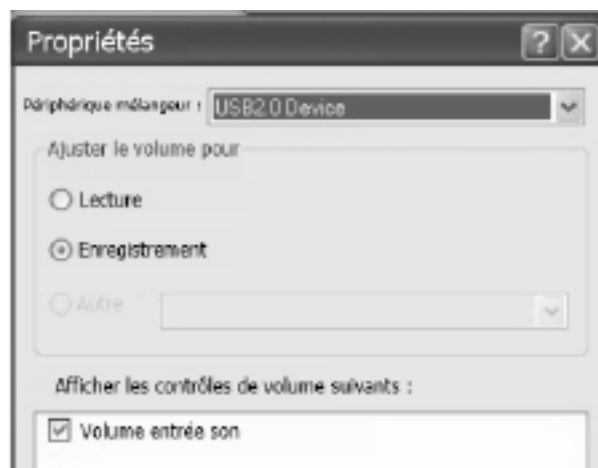 Propriétés
Périphérique mélangeur : USB2.0 Device
Ajuster le volume pour
Lecture
Enregistrement
Autre
Afficher les contrôles de volume suivants :
Volume entrée son